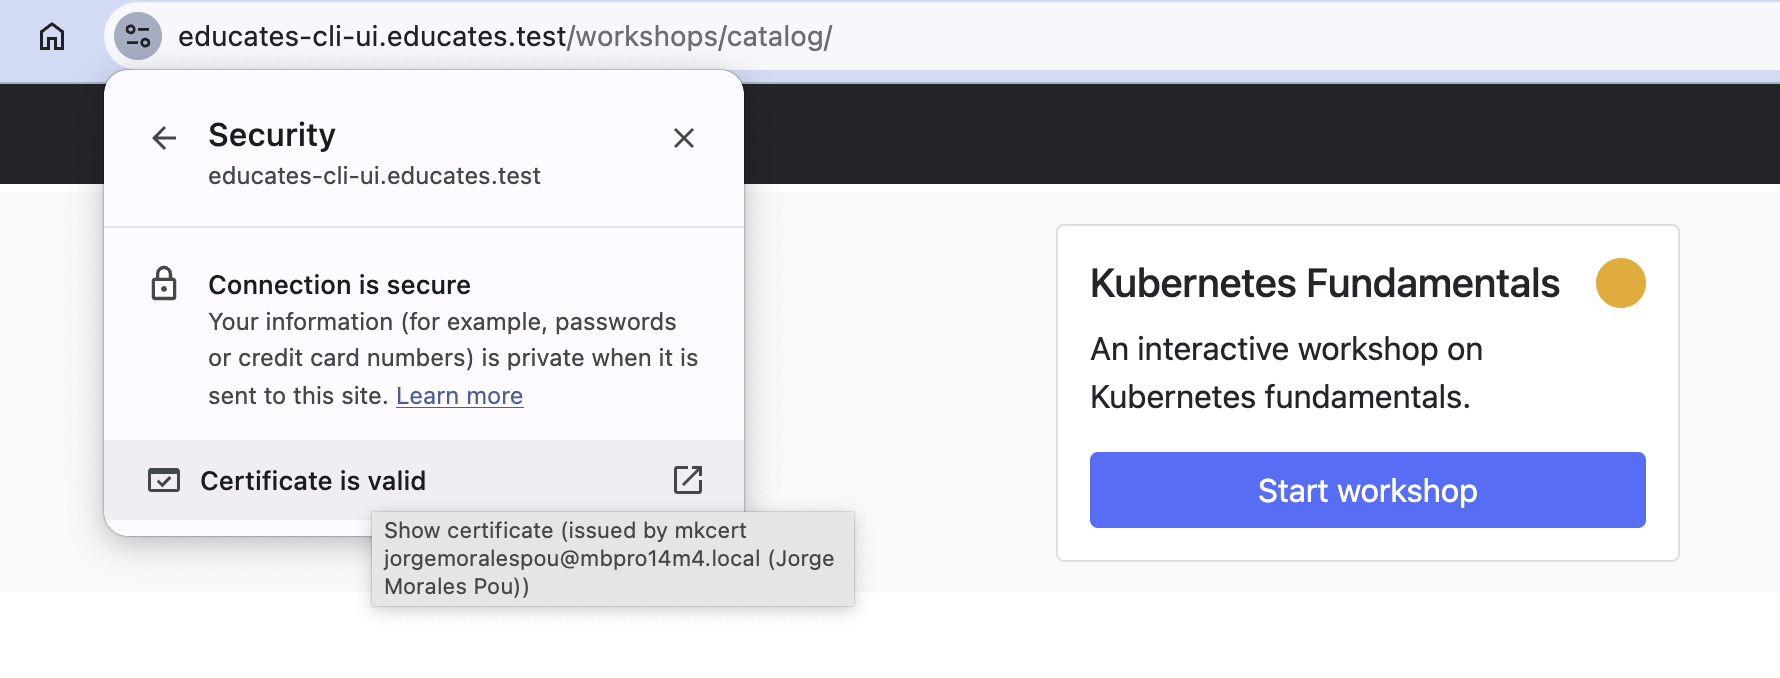 educates-cli-ui.educates.test/workshops/catalog/
Security
educates-cli-ui.educates.test
Connection is secure
Your information (for example, passwords
or credit card numbers) is private when it is
sent to this site. Learn more
Certificate is valid
Show certificate (issued by mkcert
jorgemoralespou@mbpro14m4.local (Jorge
Morales Pou))
Kubernetes Fundamentals
An interactive workshop on
Kubernetes fundamentals.
Start workshop